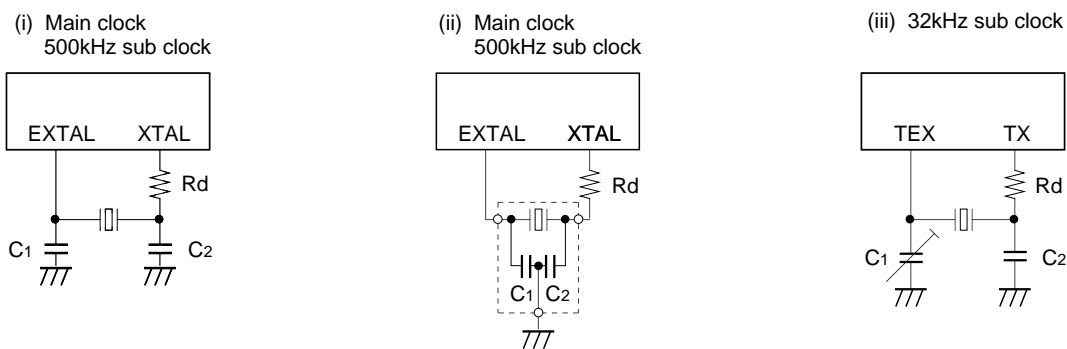 (i) Main clock
500kHz sub clock
EXTAL XTAL
Rd
C1 C2
(ii) Main clock
500kHz sub clock
EXTAL XTAL
Rd
C1 C2
(iii) 32kHz sub clock
TEX TX
Rd
C1 C2